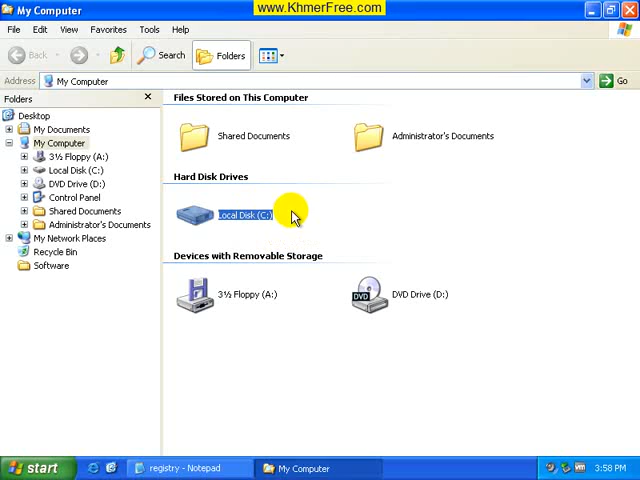 My Computer
www.KhmerFree.com
File Edit View Favorites Tools Help
Back Search Folders
Address My Computer Go
Folders
Desktop
My Documents
My Computer
3½ Floppy (A:)
Local Disk (C:)
DVD Drive (D:)
Control Panel
Shared Documents
Administrator's Documents
My Network Places
Recycle Bin
Software
Files Stored on This Computer
Shared Documents Administrator's Documents
Hard Disk Drives
Local Disk (C:)
Devices with Removable Storage
3½ Floppy (A:) DVD DVD Drive (D:)
start registry - Notepad My Computer 3:58 PM